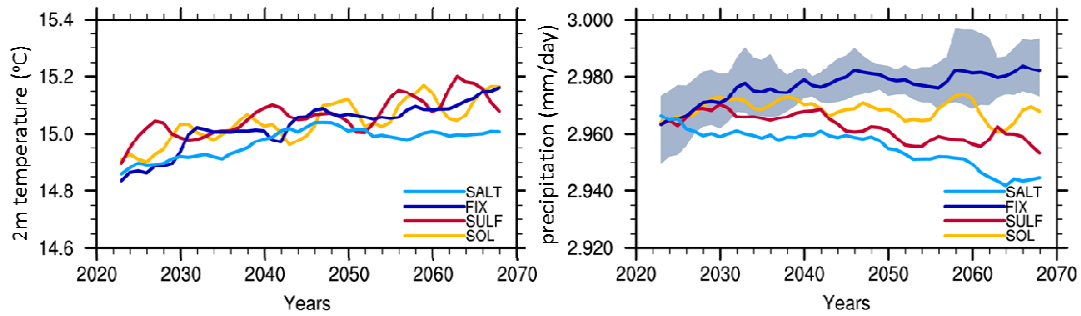 2m temperature (ºC)
15.4
15.2
15.0
14.8
14.6
SALT
FIX
SULF
SOL
2020 2030 2040 2050 2060 2070
Years
precipitation (mm/day)
3.000
2.980
2.960
2.940
2.920
SALT
FIX
SULF
SOL
2020 2030 2040 2050 2060 2070
Years